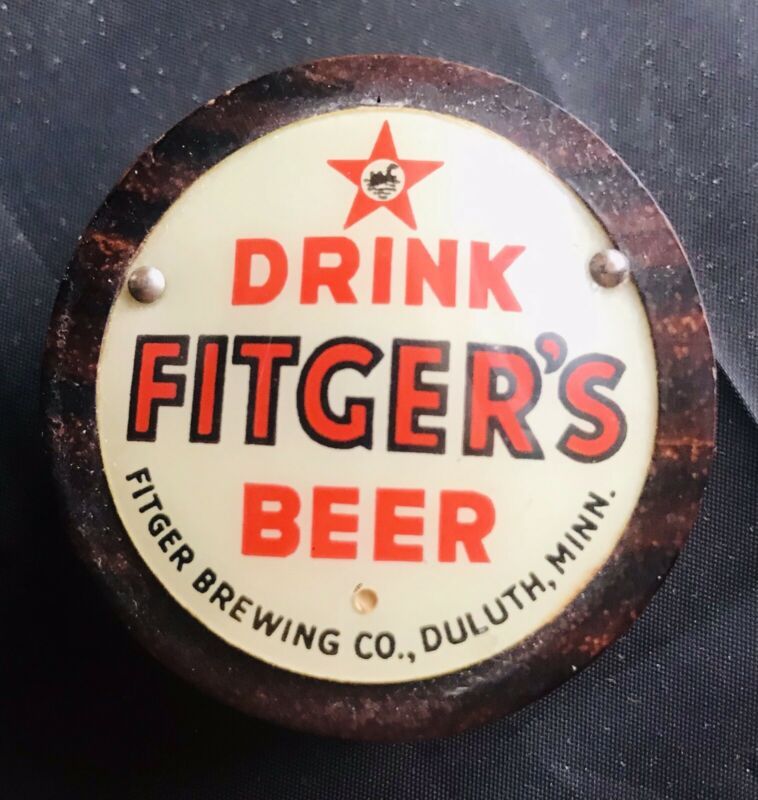 DRINK
FITGER'S
BEER
FITGER BREWING CO., DULUTH, MINN.